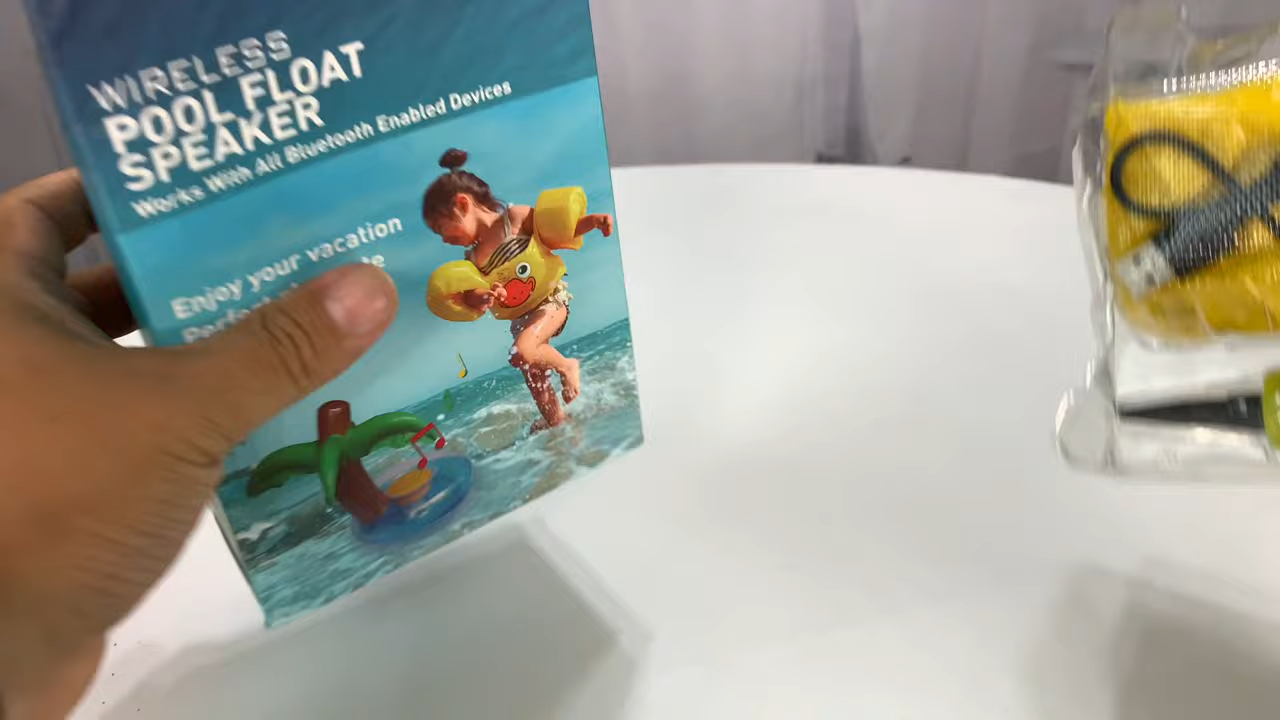 WIRELESS
POOL FLOAT
SPEAKER
Works With All Bluetooth Enabled Devices
Enjoy your vacation